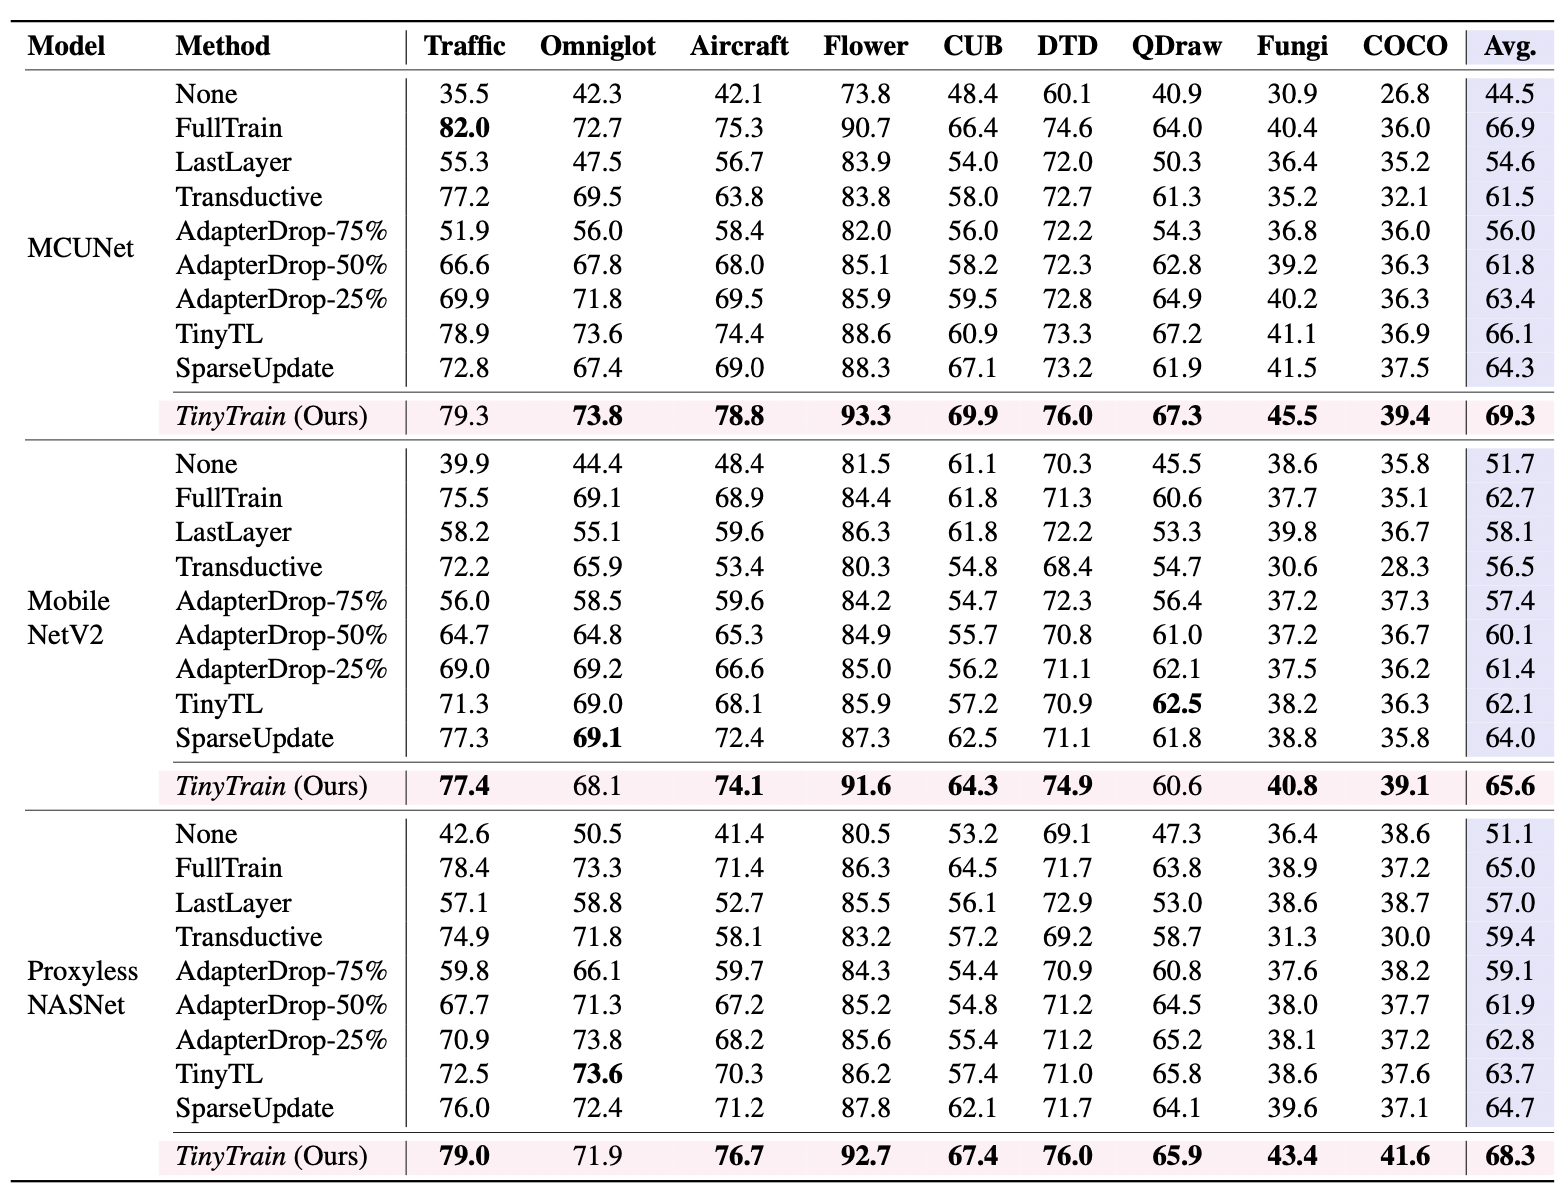 Model Method Traffic Omniglot Aircraft Flower CUB DTD QDraw Fungi COCO Avg.
None 35.5 42.3 42.1 73.8 48.4 60.1 40.9 30.9 26.8 44.5
FullTrain 82.0 72.7 75.3 90.7 66.4 74.6 64.0 40.4 36.0 66.9
LastLayer 55.3 47.5 56.7 83.9 54.0 72.0 50.3 36.4 35.2 54.6
Transductive 77.2 69.5 63.8 83.8 58.0 72.7 61.3 35.2 32.1 61.5
MCUNet AdapterDrop-75% 51.9 56.0 58.4 82.0 56.0 72.2 54.3 36.8 36.0 56.0
AdapterDrop-50% 66.6 67.8 68.0 85.1 58.2 72.3 62.8 39.2 36.3 61.8
AdapterDrop-25% 69.9 71.8 69.5 85.9 59.5 72.8 64.9 40.2 36.3 63.4
TinyTL 78.9 73.6 74.4 88.6 60.9 73.3 67.2 41.1 36.9 66.1
SparseUpdate 72.8 67.4 69.0 88.3 67.1 73.2 61.9 41.5 37.5 64.3
TinyTrain (Ours) 79.3 73.8 78.8 93.3 69.9 76.0 67.3 45.5 39.4 69.3
None 39.9 44.4 48.4 81.5 61.1 70.3 45.5 38.6 35.8 51.7
FullTrain 75.5 69.1 68.9 84.4 61.8 71.3 60.6 37.7 35.1 62.7
LastLayer 58.2 55.1 59.6 86.3 61.8 72.2 53.3 39.8 36.7 58.1
Transductive 72.2 65.9 53.4 80.3 54.8 68.4 54.7 30.6 28.3 56.5
Mobile AdapterDrop-75% 56.0 58.5 59.6 84.2 54.7 72.3 56.4 37.2 37.3 57.4
NetV2 AdapterDrop-50% 64.7 64.8 65.3 84.9 55.7 70.8 61.0 37.2 36.7 60.1
AdapterDrop-25% 69.0 69.2 66.6 85.0 56.2 71.1 62.1 37.5 36.2 61.4
TinyTL 71.3 69.0 68.1 85.9 57.2 70.9 62.5 38.2 36.3 62.1
SparseUpdate 77.3 69.1 72.4 87.3 62.5 71.1 61.8 38.8 35.8 64.0
TinyTrain (Ours) 77.4 68.1 74.1 91.6 64.3 74.9 60.6 40.8 39.1 65.6
None 42.6 50.5 41.4 80.5 53.2 69.1 47.3 36.4 38.6 51.1
FullTrain 78.4 73.3 71.4 86.3 64.5 71.7 63.8 38.9 37.2 65.0
LastLayer 57.1 58.8 52.7 85.5 56.1 72.9 53.0 38.6 38.7 57.0
Transductive 74.9 71.8 58.1 83.2 57.2 69.2 58.7 31.3 30.0 59.4
Proxyless AdapterDrop-75% 59.8 66.1 59.7 84.3 54.4 70.9 60.8 37.6 38.2 59.1
NASNet AdapterDrop-50% 67.7 71.3 67.2 85.2 54.8 71.2 64.5 38.0 37.7 61.9
AdapterDrop-25% 70.9 73.8 68.2 85.6 55.4 71.2 65.2 38.1 37.2 62.8
TinyTL 72.5 73.6 70.3 86.2 57.4 71.0 65.8 38.6 37.6 63.7
SparseUpdate 76.0 72.4 71.2 87.8 62.1 71.7 64.1 39.6 37.1 64.7
TinyTrain (Ours) 79.0 71.9 76.7 92.7 67.4 76.0 65.9 43.4 41.6 68.3